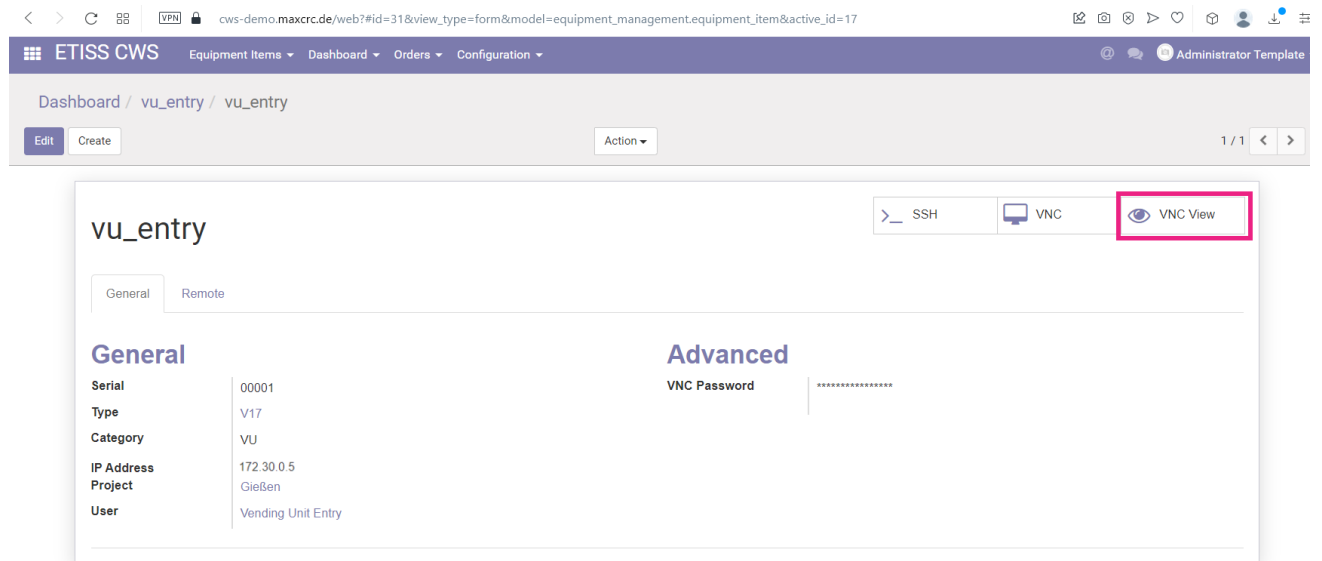 VPN cws-demo.maxcrc.de/web?#id=31&view_type=form&model=equipment_management.equipment_item&active_id=17
ETISS CWS Equipment Items Dashboard Orders Configuration @ Administrator Template
Dashboard / vu_entry / vu_entry
Edit Create Action 1 / 1
>_ SSH VNC VNC View
vu_entry
General Remote
General Advanced
Serial 00001 VNC Password ****************
Type V17
Category VU
IP Address 172.30.0.5
Project Gießen
User Vending Unit Entry